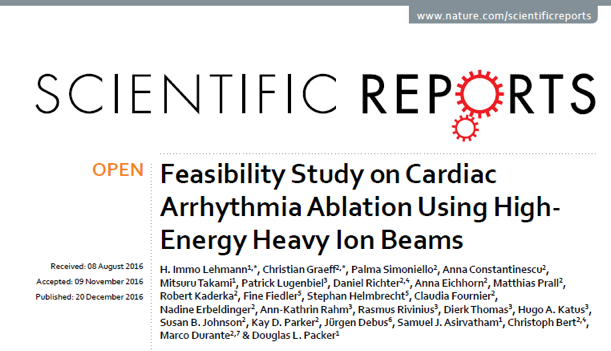 www.nature.com/scientificreports
SCIENTIFIC REPORTS
OPEN
Feasibility Study on Cardiac
Arrhythmia Ablation Using High-
Energy Heavy Ion Beams
Received: 08 August 2016
Accepted: 09 November 2016
Published: 20 December 2016
H. Immo Lehmann¹,*, Christian Graeff²,*, Palma Simoniello², Anna Constantinescu²,
Mitsuru Takami¹, Patrick Lugenbiel³, Daniel Richter²,⁴, Anna Eichhorn², Matthias Prall²,
Robert Kaderka², Fine Fiedler⁵, Stephan Helmbrecht⁵, Claudia Fournier²,
Nadine Erbeldinger², Ann-Kathrin Rahm³, Rasmus Rivinius³, Dierk Thomas³, Hugo A. Katus³,
Susan B. Johnson², Kay D. Parker², Jürgen Debus⁶, Samuel J. Asirvatham¹, Christoph Bert²,⁴,
Marco Durante²,⁷ & Douglas L. Packer¹